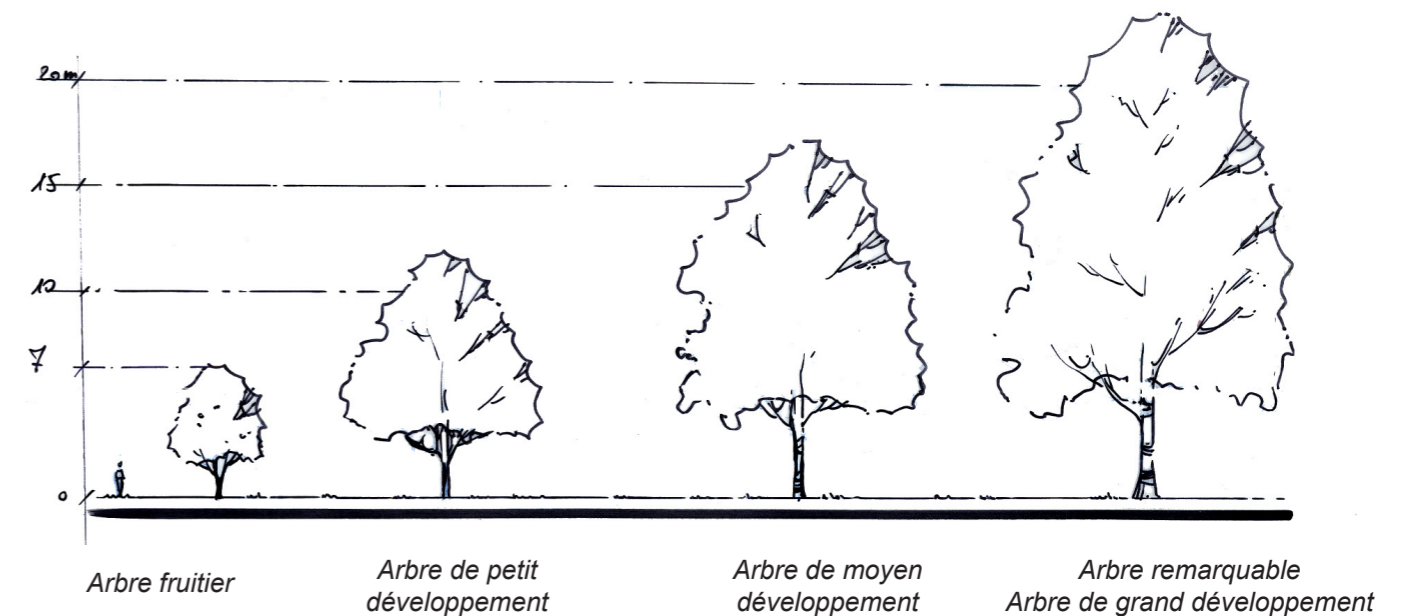 20m
15
10
7
0
Arbre fruitier
Arbre de petit
développement
Arbre de moyen
développement
Arbre remarquable
Arbre de grand développement